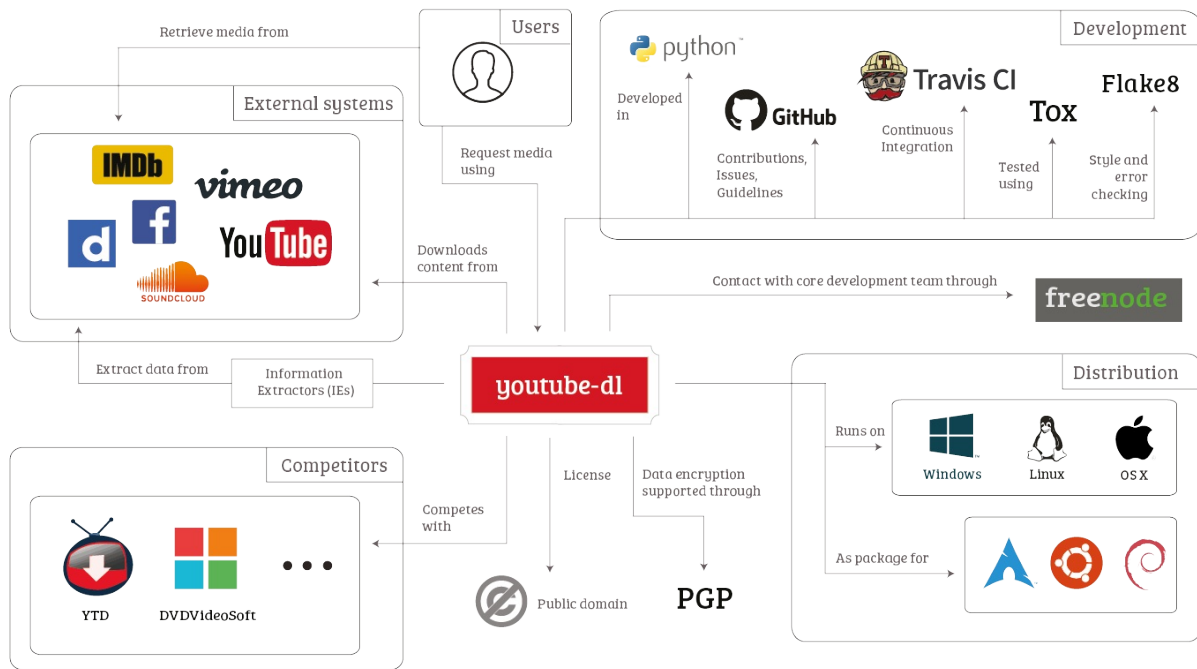 Retrieve media from
Users
Development
python™
Travis CI
Flake8
External systems
Developed
in
GitHub
Tox
Continuous
Integration
IMDb
vimeo
Request media
using
Contributions,
Issues,
Guidelines
Tested
using
Style and
error
checking
d
f
YouTube
SOUNDCLOUD
Downloads
content from
Contact with core development team through
freenode
Extract data from
Information
Extractors (IEs)
youtube-dl
Distribution
Runs on
Windows
Linux
OS X
Competitors
License
Data encryption
supported through
Competes
with
As package for
YTD
DVDVideoSoft
...
Public domain
PGP